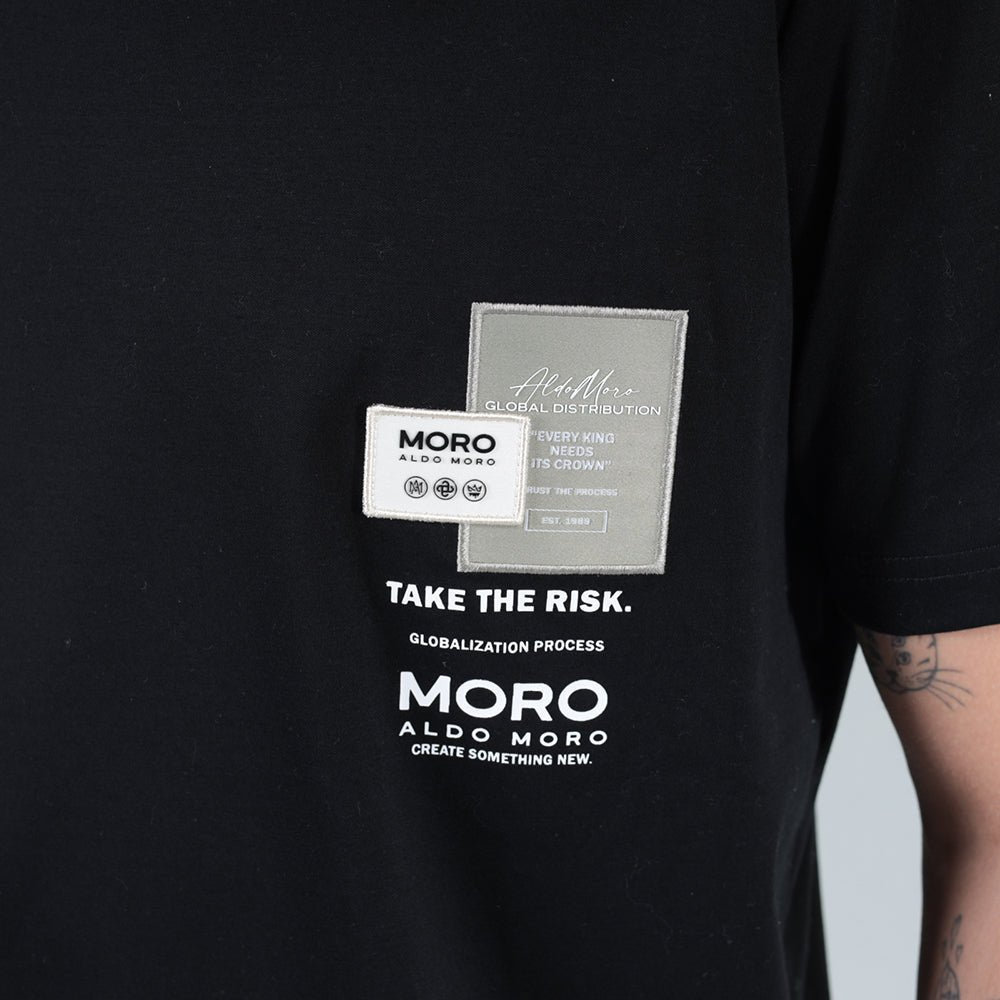 AldoMoro
GLOBAL DISTRIBUTION
"EVERY KING
NEEDS
ITS CROWN"
RUST THE PROCESS
EST. 1989
MORO
ALDO MORO
TAKE THE RISK.
GLOBALIZATION PROCESS
MORO
ALDO MORO
CREATE SOMETHING NEW.